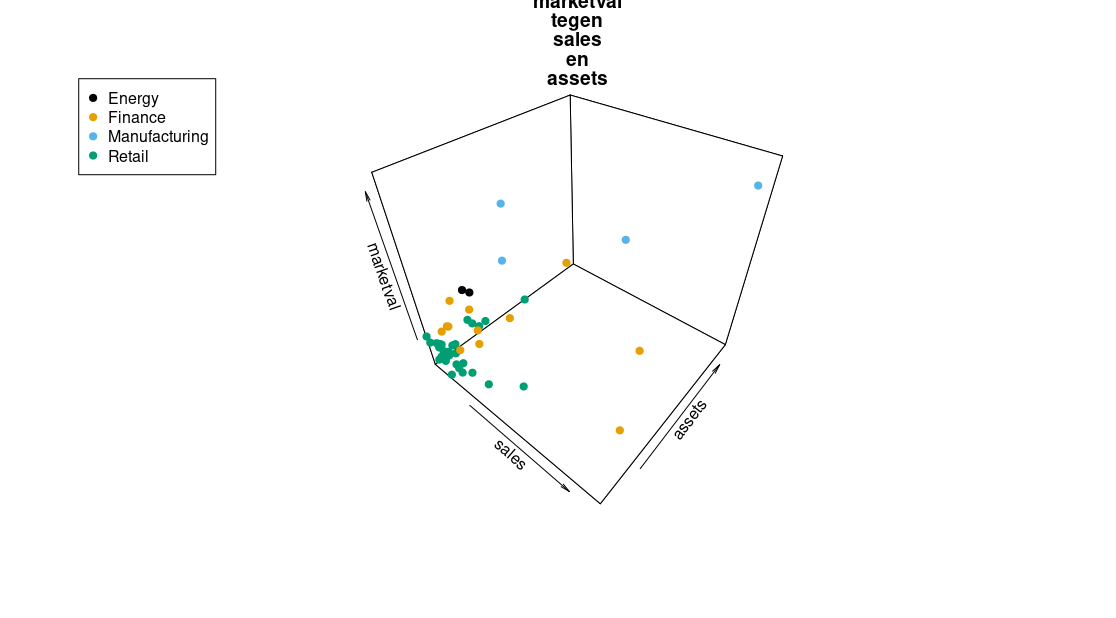 marketval
tegen
sales
en
assets
Energy
Finance
Manufacturing
Retail
marketval
sales
assets